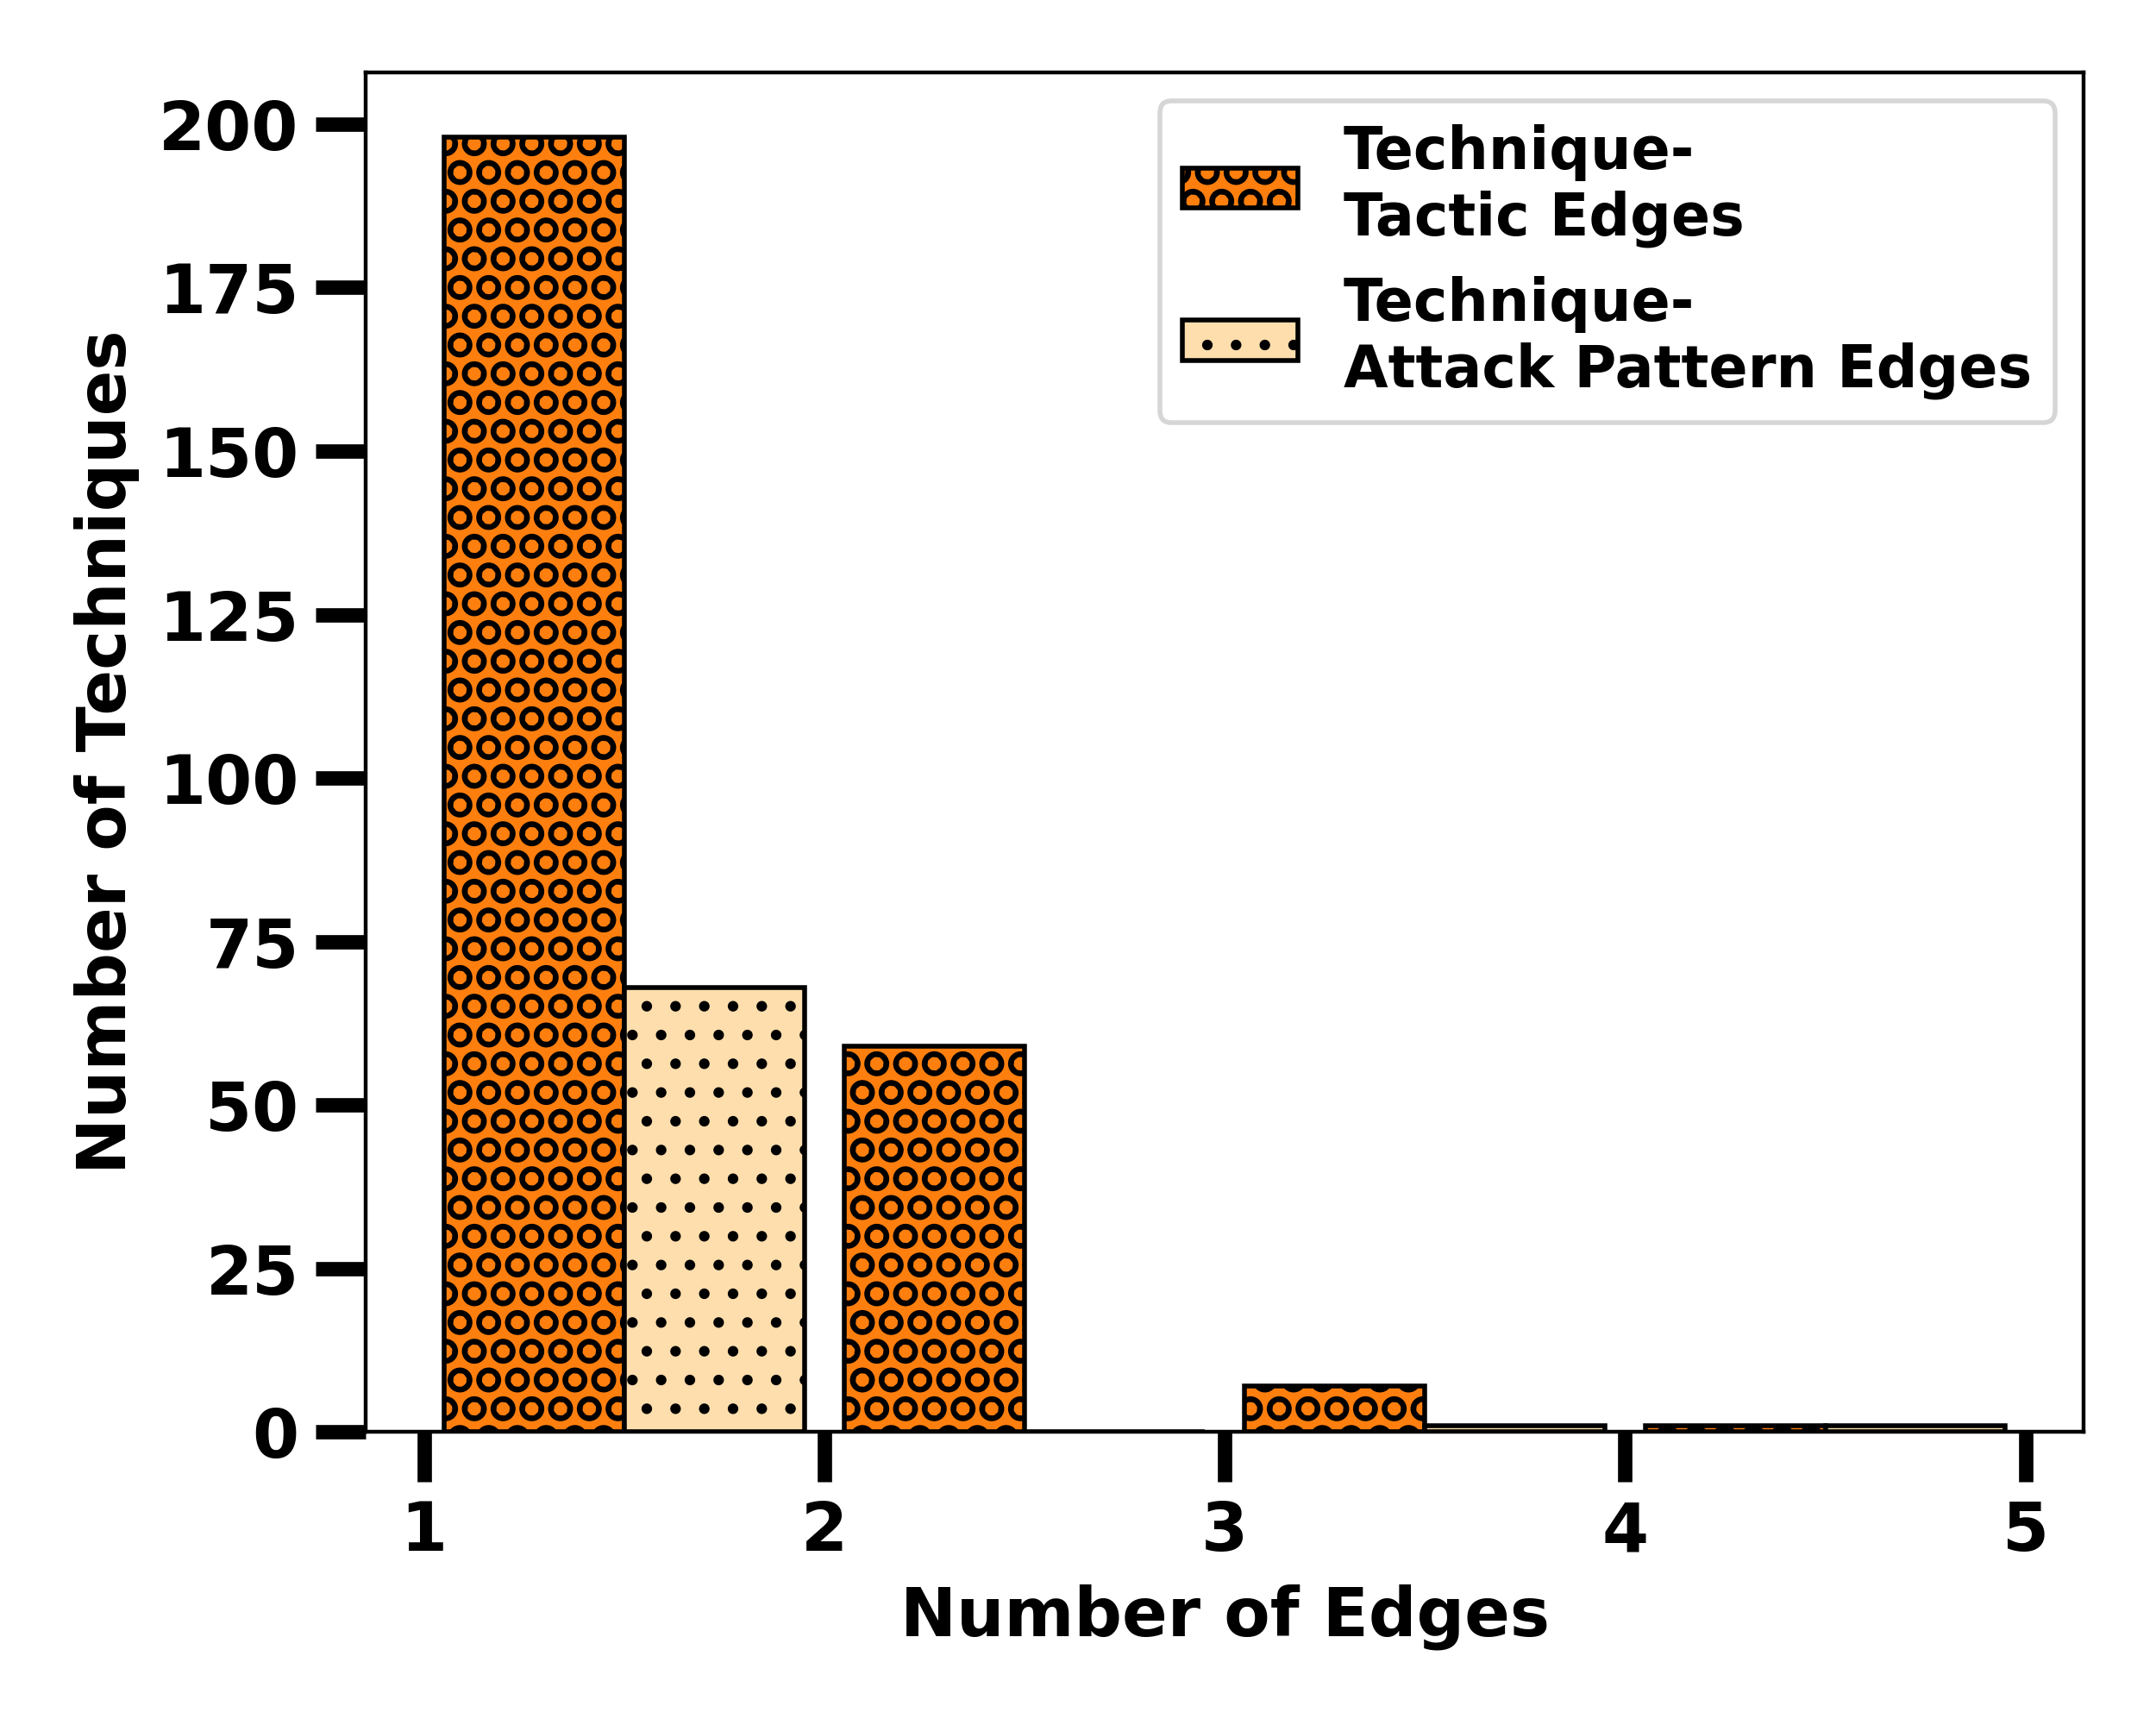 200
175
150
125
100
75
50
25
0
Number of Techniques
Technique-
Tactic Edges
Technique-
Attack Pattern Edges
1 2 3 4 5
Number of Edges